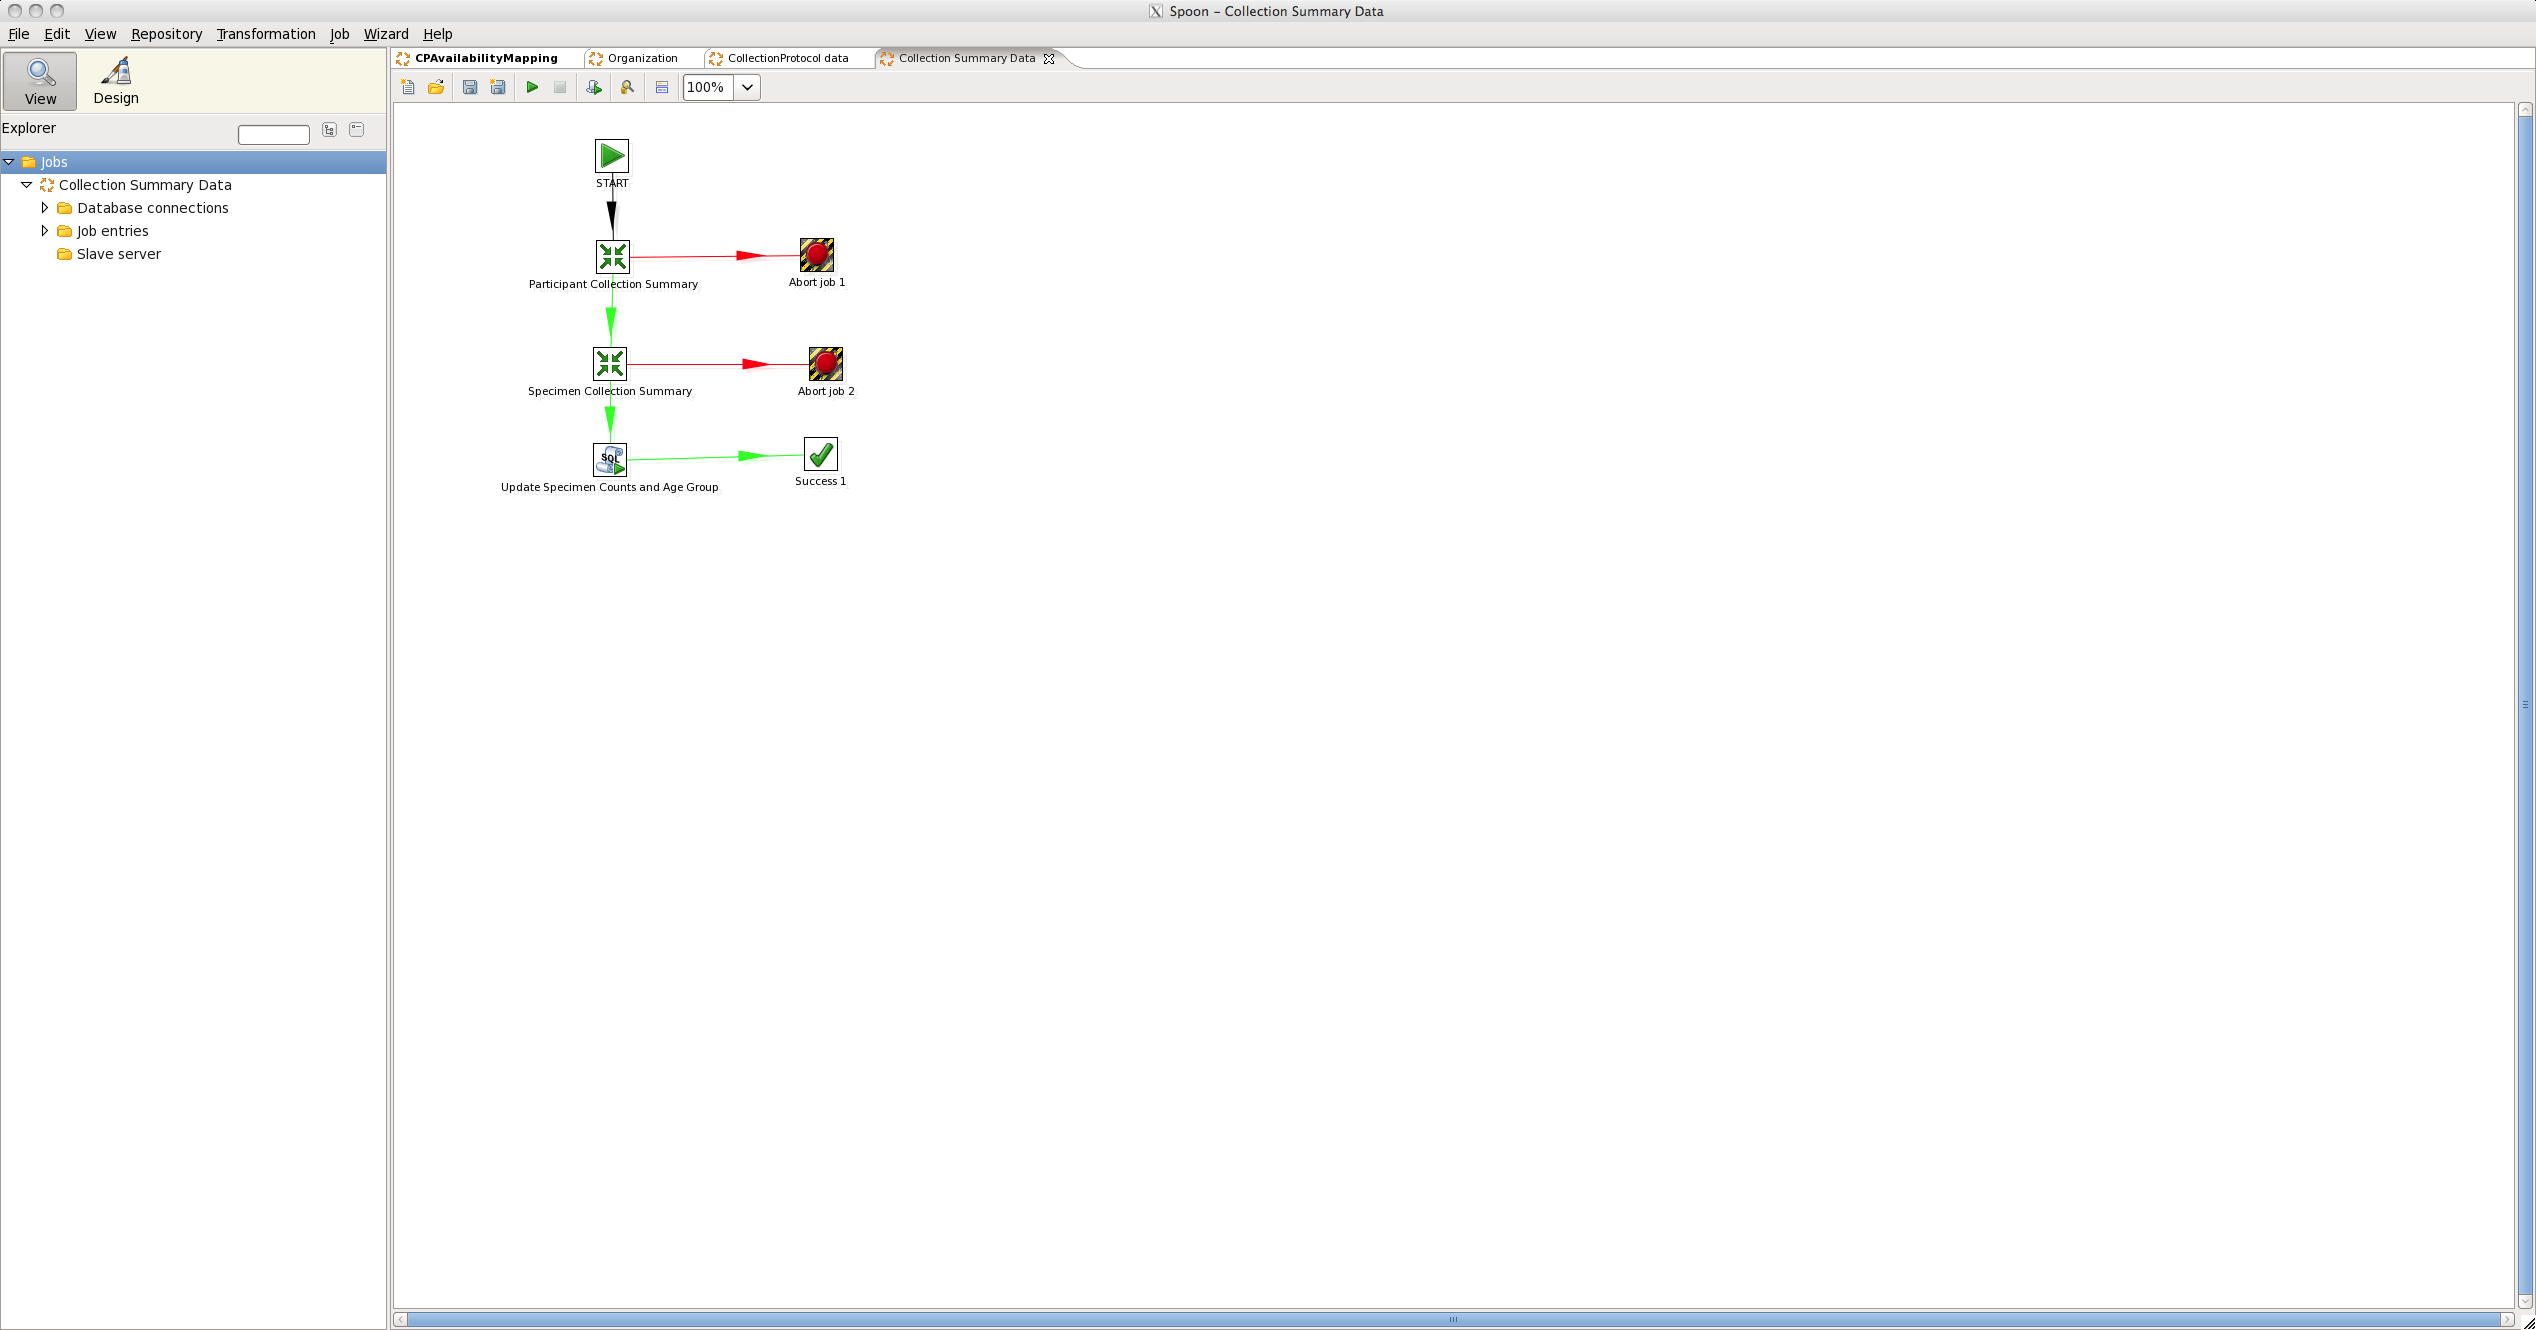 Spoon – Collection Summary Data
File Edit View Repository Transformation Job Wizard Help
View Design
Explorer
Jobs
Collection Summary Data
Database connections
Job entries
Slave server
CPAvailabilityMapping Organization CollectionProtocol data Collection Summary Data
100%
START
Participant Collection Summary
Abort job 1
Specimen Collection Summary
Abort job 2
SQL
Update Specimen Counts and Age Group
Success 1